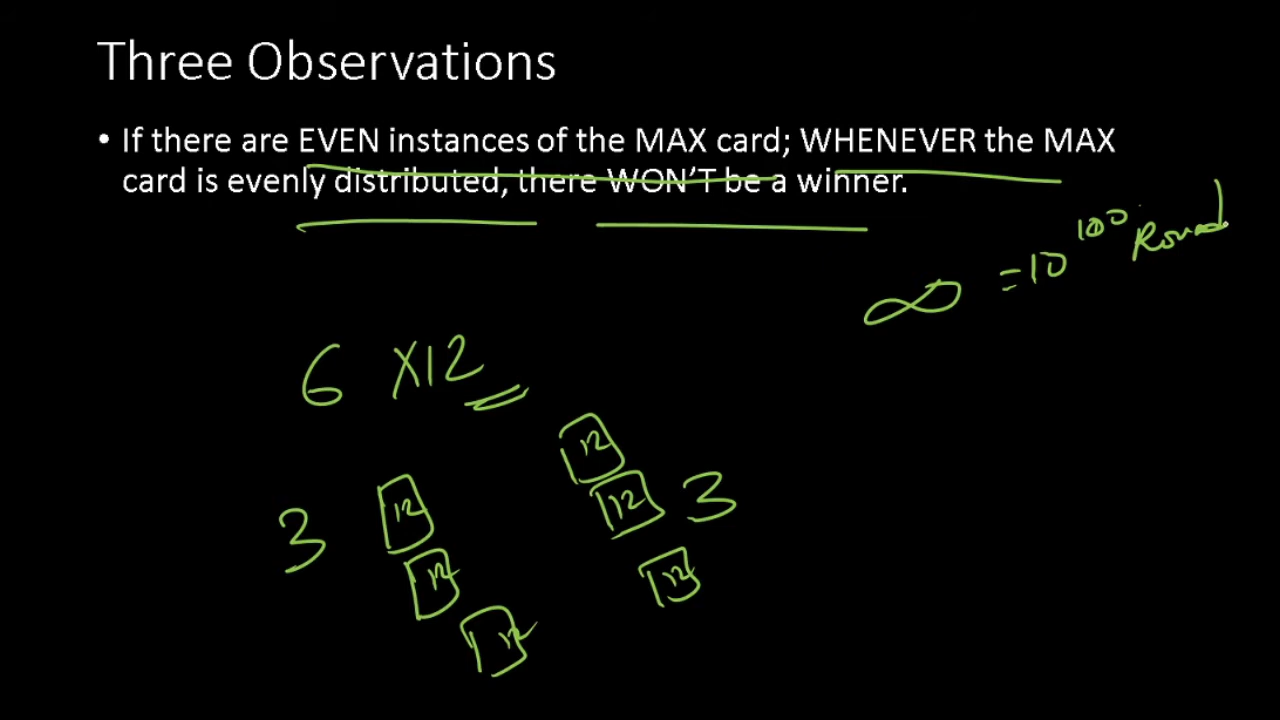 Three Observations
• If there are EVEN instances of the MAX card; WHENEVER the MAX
card is evenly distributed, there WON'T be a winner.
∞ = 10^100 Round
6 X12
12
12 3
12
3 12
12
12